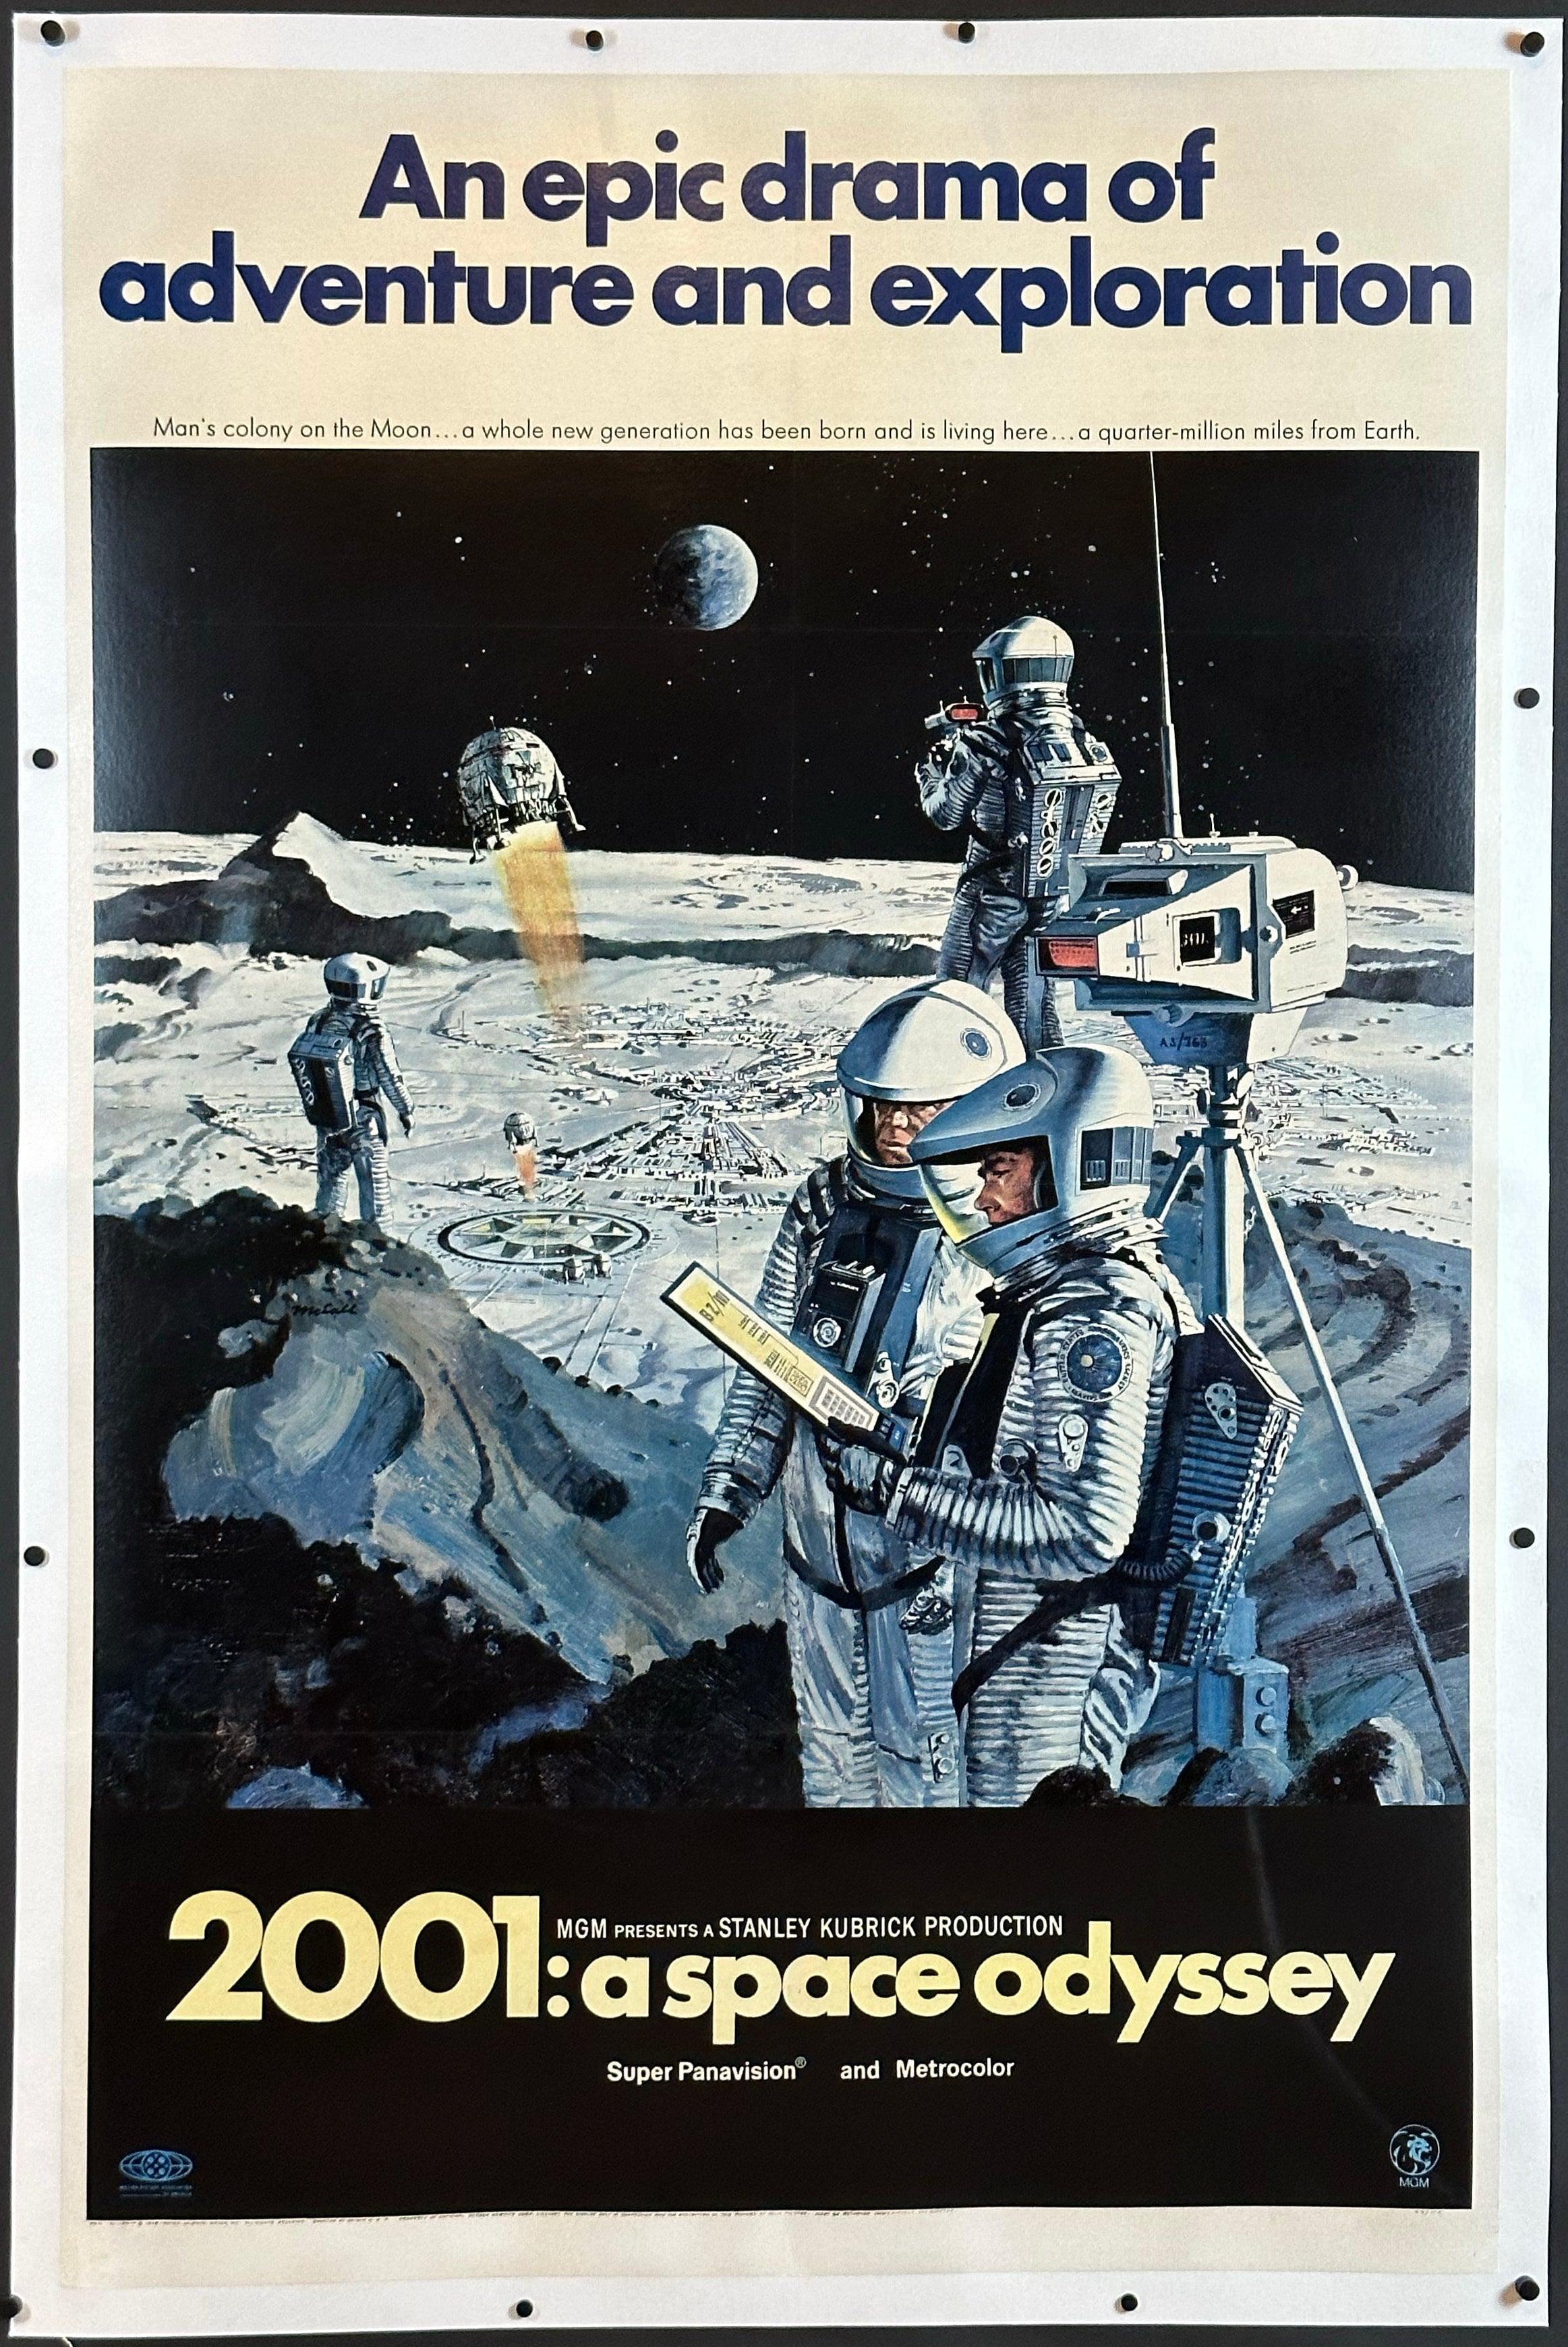 An epic drama of
adventure and exploration
Man's colony on the Moon...a whole new generation has been born and is living here...a quarter-million miles from Earth.
A3/
McCall
MGM PRESENTS A STANLEY KUBRICK PRODUCTION
2001: a space odyssey
Super Panavision® and Metrocolor
MGM